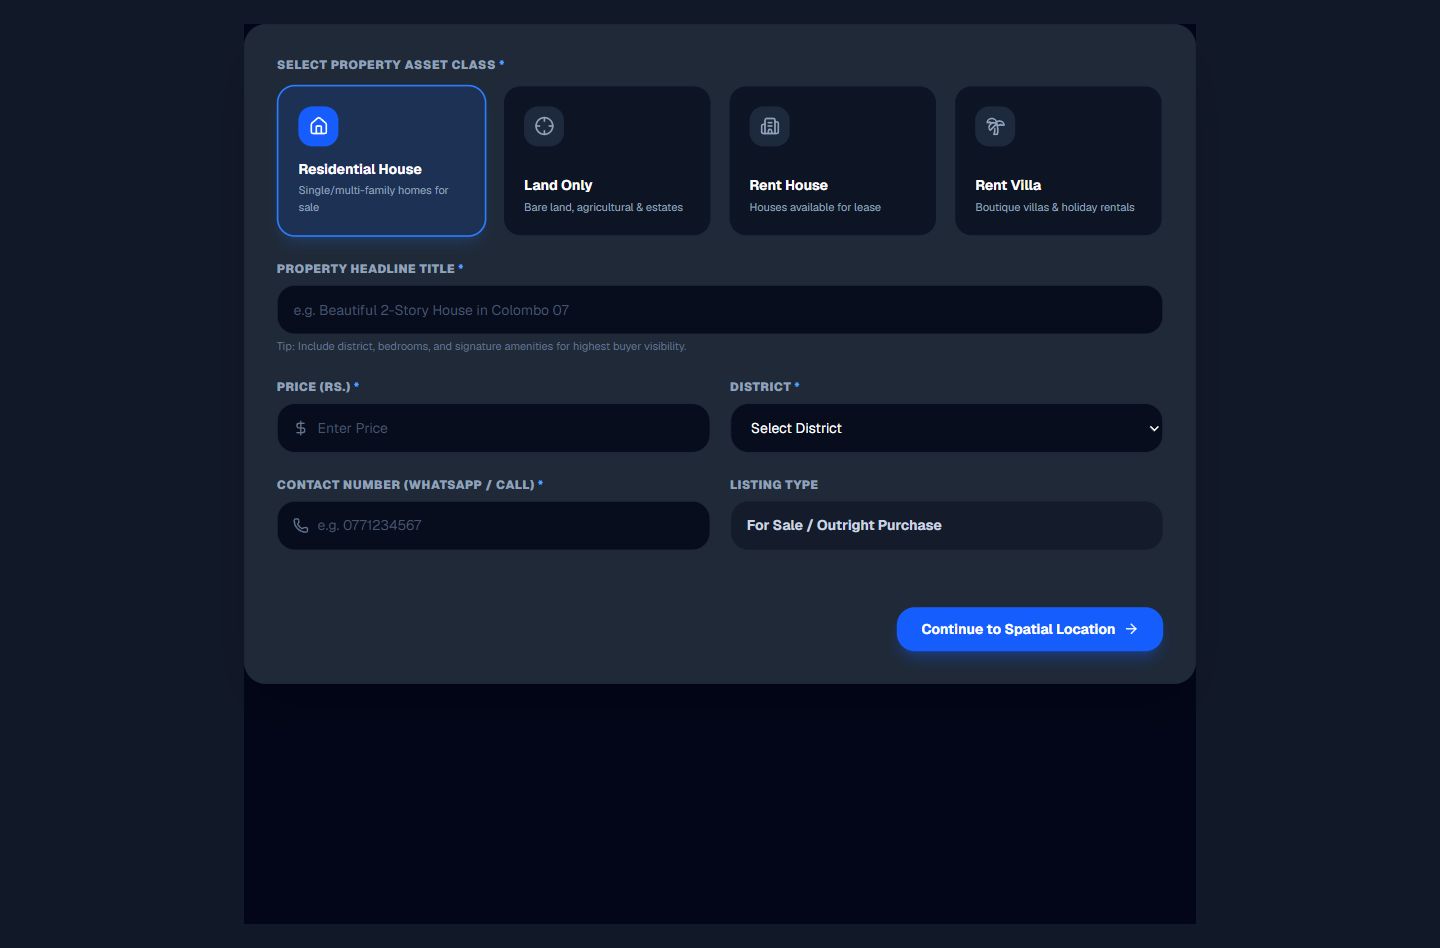 SELECT PROPERTY ASSET CLASS *
Residential House
Single/multi-family homes for
sale
Land Only
Bare land, agricultural & estates
Rent House
Houses available for lease
Rent Villa
Boutique villas & holiday rentals
PROPERTY HEADLINE TITLE *
e.g. Beautiful 2-Story House in Colombo 07
Tip: Include district, bedrooms, and signature amenities for highest buyer visibility.
PRICE (RS.) *
$ Enter Price
DISTRICT *
Select District
CONTACT NUMBER (WHATSAPP / CALL) *
e.g. 0771234567
LISTING TYPE
For Sale / Outright Purchase
Continue to Spatial Location →